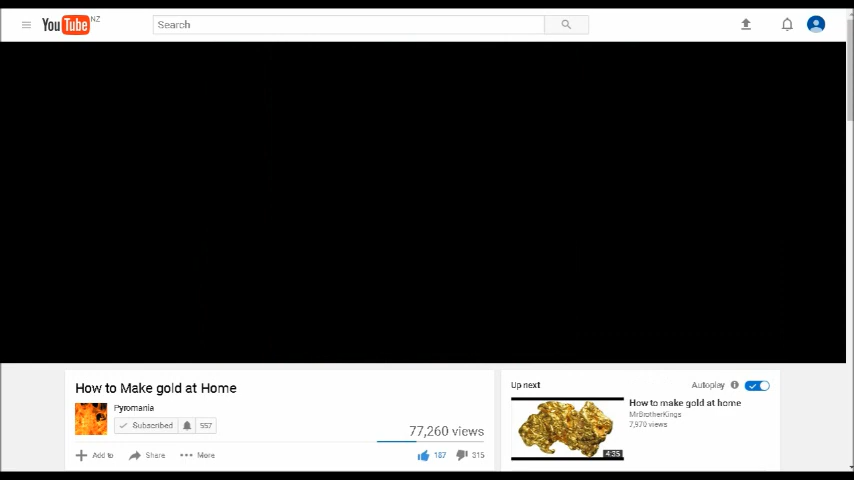 YouTube NZ
Search
How to Make gold at Home
Pyromania
Subscribed 557
77,260 views
Add to Share More
187 315
Up next Autoplay
How to make gold at home
MrBrotherKings
7,970 views
4:35